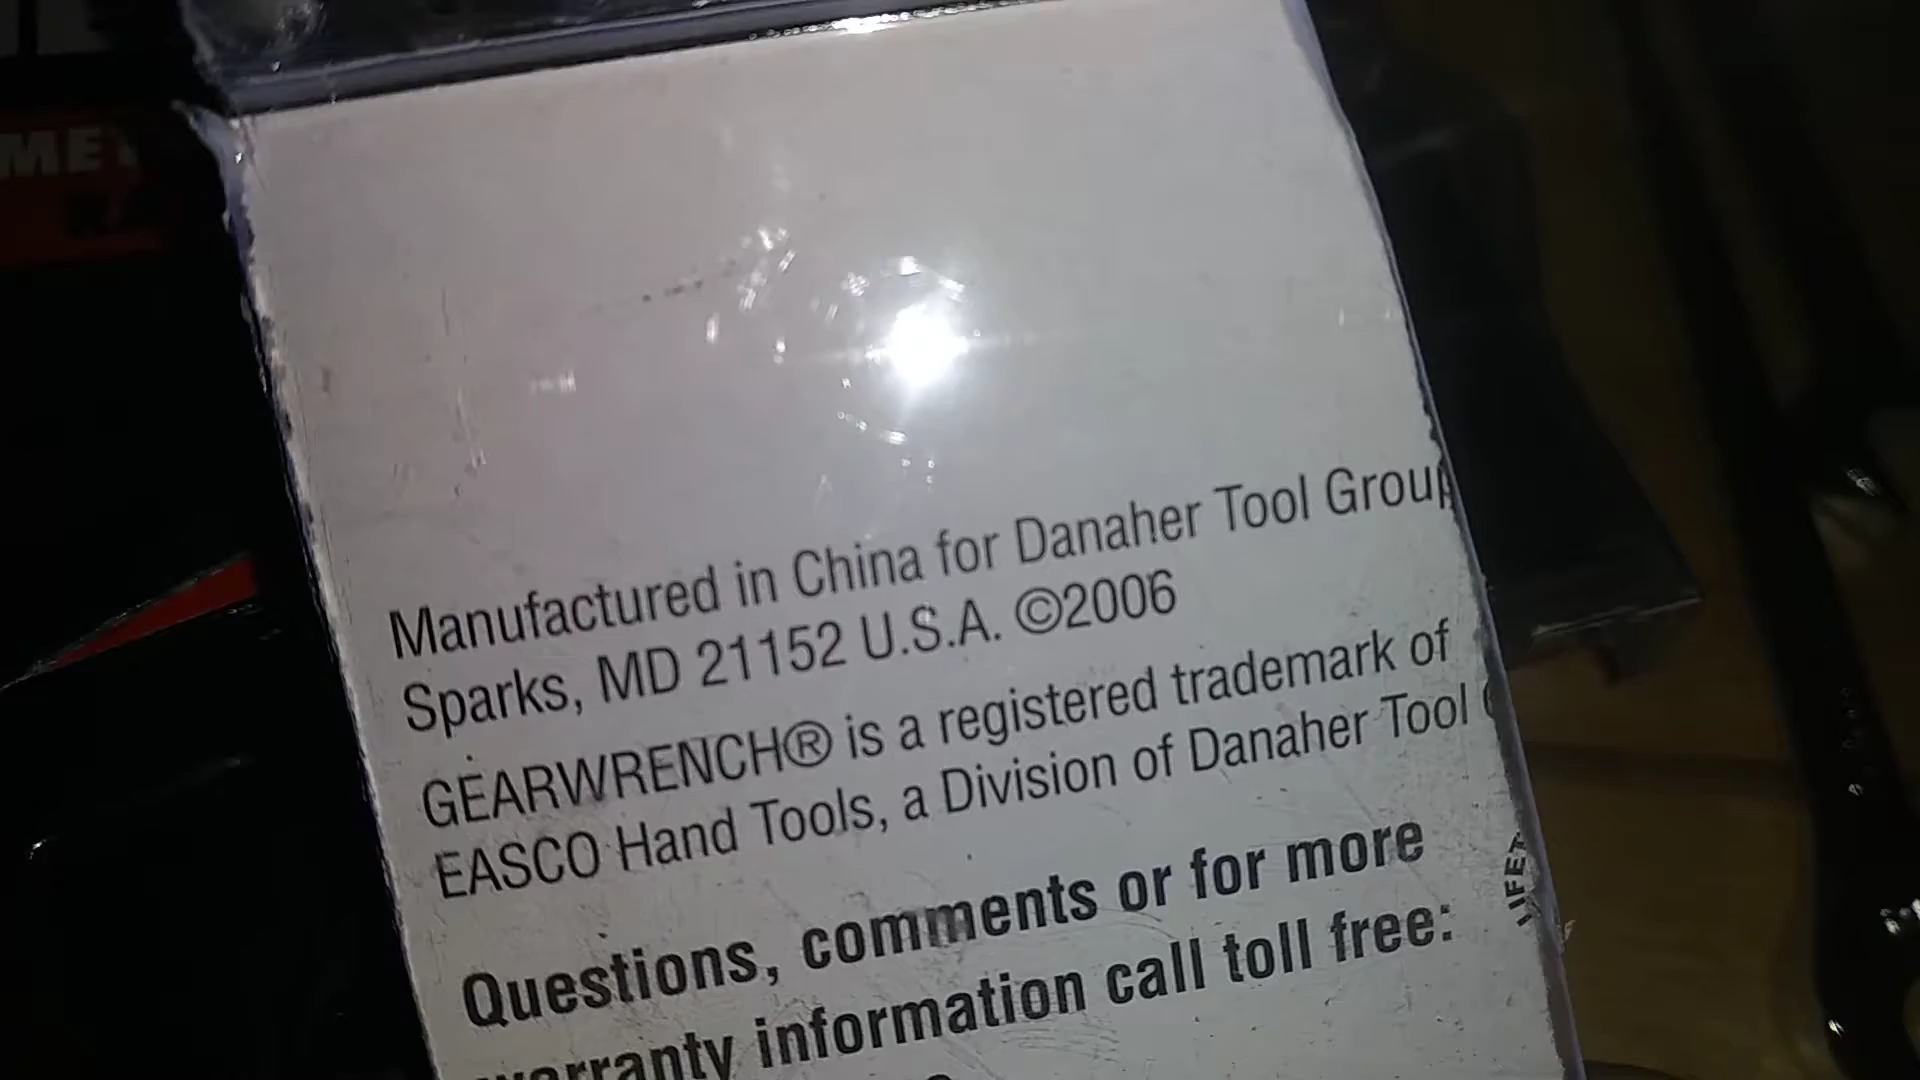 Manufactured in China for Danaher Tool Group
Sparks, MD 21152 U.S.A. ©2006
GEARWRENCH® is a registered trademark of
EASCO Hand Tools, a Division of Danaher Tool
Questions, comments or for more
warranty information call toll free: